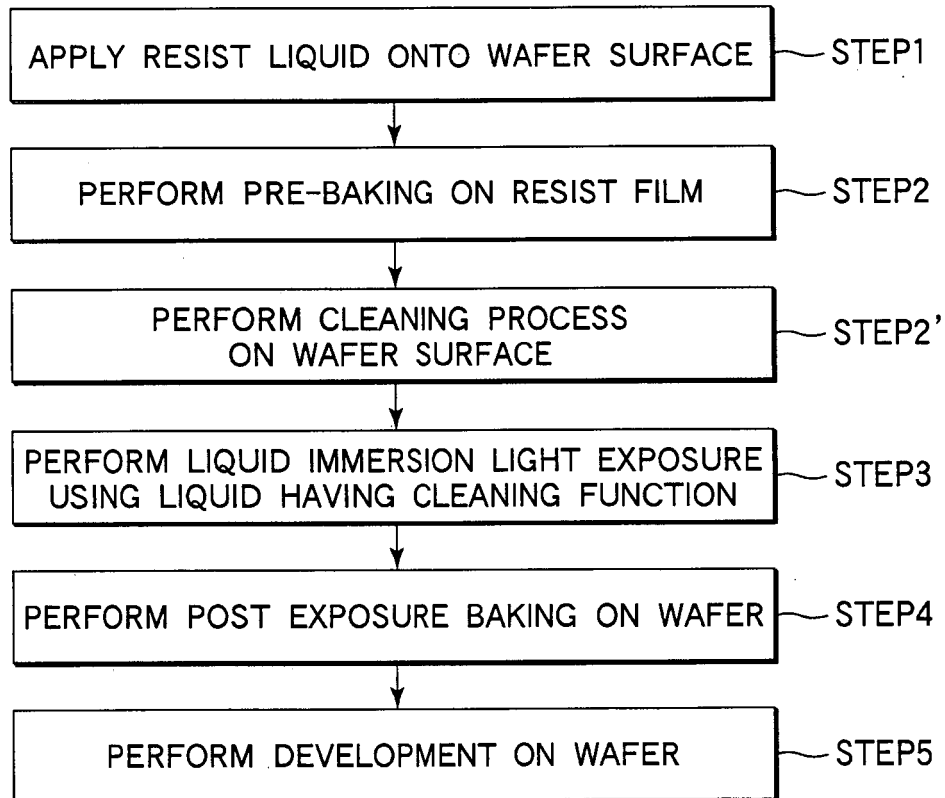 APPLY RESIST LIQUID ONTO WAFER SURFACE STEP1
PERFORM PRE-BAKING ON RESIST FILM STEP2
PERFORM CLEANING PROCESS
ON WAFER SURFACE
STEP2'
PERFORM LIQUID IMMERSION LIGHT EXPOSURE
USING LIQUID HAVING CLEANING FUNCTION
STEP3
PERFORM POST EXPOSURE BAKING ON WAFER STEP4
PERFORM DEVELOPMENT ON WAFER STEP5